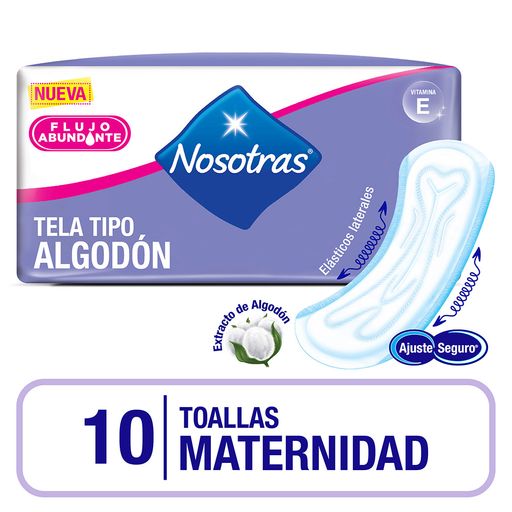 NUEVA
FLUJO
ABUNDANTE
VITAMINA
E
Nosotras
TELA TIPO
ALGODÓN
Elásticos laterales
Extracto de Algodón
Ajuste Seguro®
10 TOALLAS
MATERNIDAD